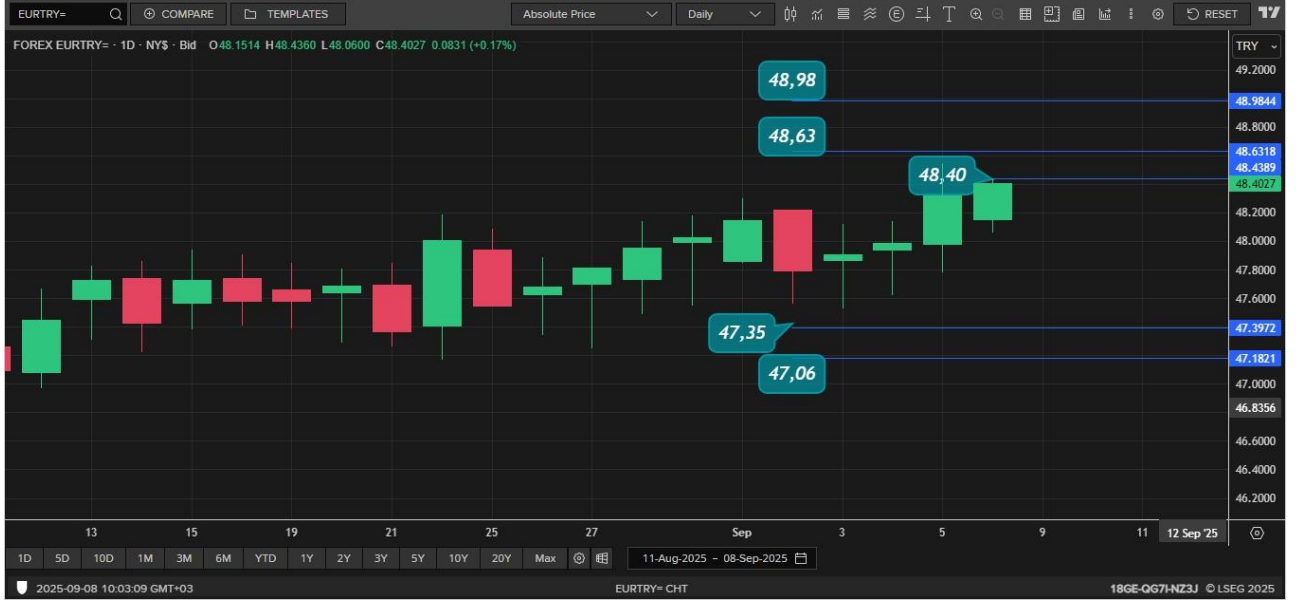 EURTRY=
COMPARE
TEMPLATES
Absolute Price
Daily
RESET
FOREX EURTRY= · 1D · NY$ · Bid O48.1514 H48.4360 L48.0600 C48.4027 0.0831 (+0.17%)
TRY
49.2000
48,98
48.9844
48.8000
48,63
48.6318
48.4389
48,40
48.4027
48.2000
48.0000
47.8000
47.6000
47,35
47.3972
47.1821
47,06
47.0000
46.8356
46.6000
46.4000
46.2000
13 15 19 21 25 27 Sep 3 5 9 11 12 Sep '25
1D 5D 10D 1M 3M 6M YTD 1Y 2Y 3Y 5Y 10Y 20Y Max 11-Aug-2025 - 08-Sep-2025
2025-09-08 10:03:09 GMT+03 EURTRY= CHT 18GE-QG7I-NZ3J © LSEG 2025